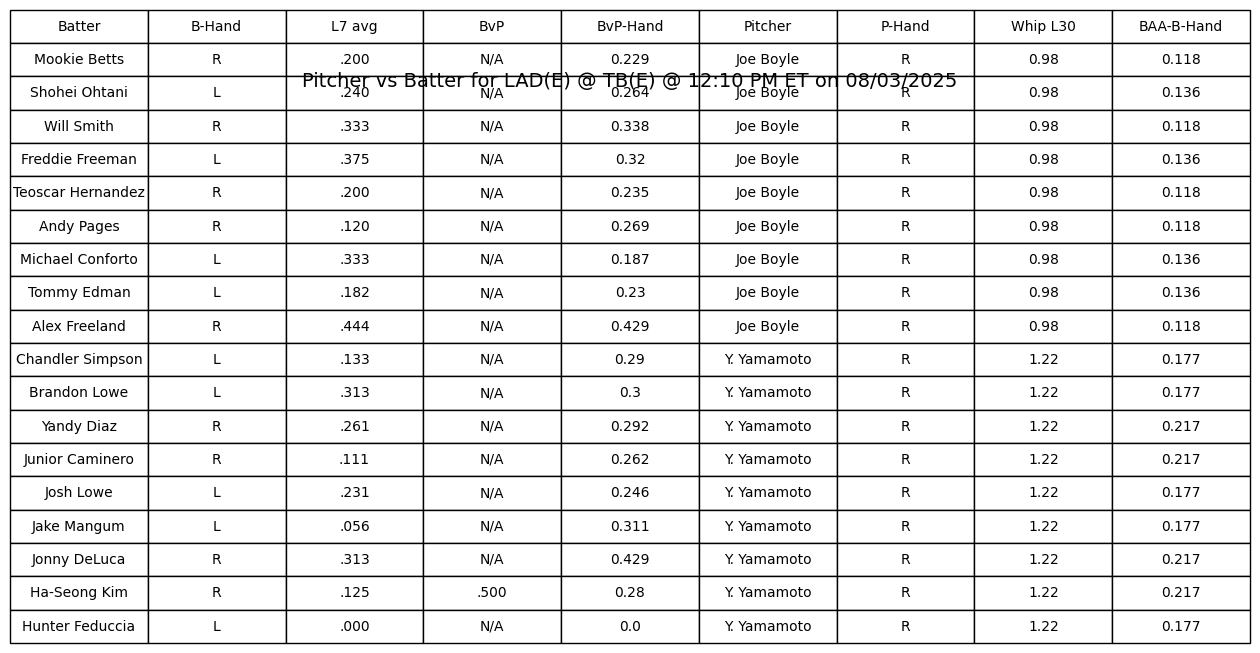 Batter B-Hand L7 avg BvP BvP-Hand Pitcher P-Hand Whip L30 BAA-B-Hand
Mookie Betts R .200 N/A 0.229 Joe Boyle R 0.98 0.118
Pitcher vs Batter for LAD(E) @ TB(E) @ 12:10 PM ET on 08/03/2025
Shohei Ohtani L .240 N/A 0.264 Joe Boyle R 0.98 0.136
Will Smith R .333 N/A 0.338 Joe Boyle R 0.98 0.118
Freddie Freeman L .375 N/A 0.32 Joe Boyle R 0.98 0.136
Teoscar Hernandez R .200 N/A 0.235 Joe Boyle R 0.98 0.118
Andy Pages R .120 N/A 0.269 Joe Boyle R 0.98 0.118
Michael Conforto L .333 N/A 0.187 Joe Boyle R 0.98 0.136
Tommy Edman L .182 N/A 0.23 Joe Boyle R 0.98 0.136
Alex Freeland R .444 N/A 0.429 Joe Boyle R 0.98 0.118
Chandler Simpson L .133 N/A 0.29 Y. Yamamoto R 1.22 0.177
Brandon Lowe L .313 N/A 0.3 Y. Yamamoto R 1.22 0.177
Yandy Diaz R .261 N/A 0.292 Y. Yamamoto R 1.22 0.217
Junior Caminero R .111 N/A 0.262 Y. Yamamoto R 1.22 0.217
Josh Lowe L .231 N/A 0.246 Y. Yamamoto R 1.22 0.177
Jake Mangum L .056 N/A 0.311 Y. Yamamoto R 1.22 0.177
Jonny DeLuca R .313 N/A 0.429 Y. Yamamoto R 1.22 0.217
Ha-Seong Kim R .125 .500 0.28 Y. Yamamoto R 1.22 0.217
Hunter Feduccia L .000 N/A 0.0 Y. Yamamoto R 1.22 0.177